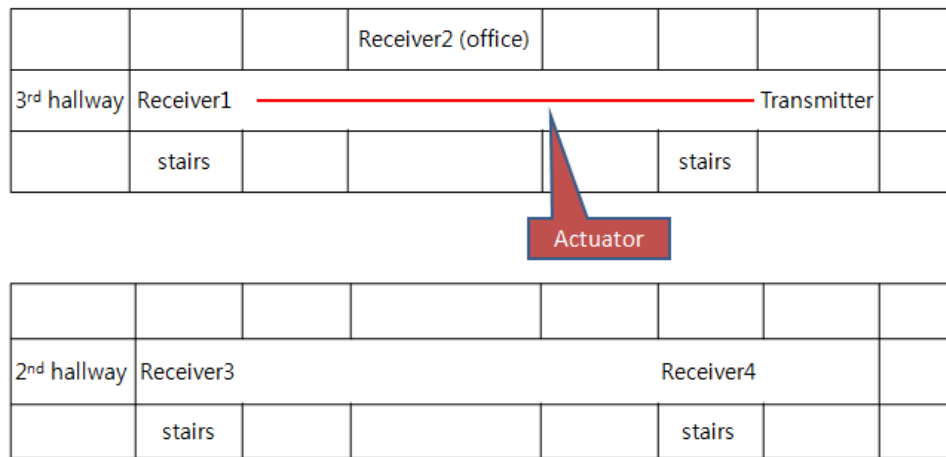 Receiver2 (office)
3rd hallway Receiver1 Transmitter
stairs stairs
Actuator
2nd hallway Receiver3 Receiver4
stairs stairs